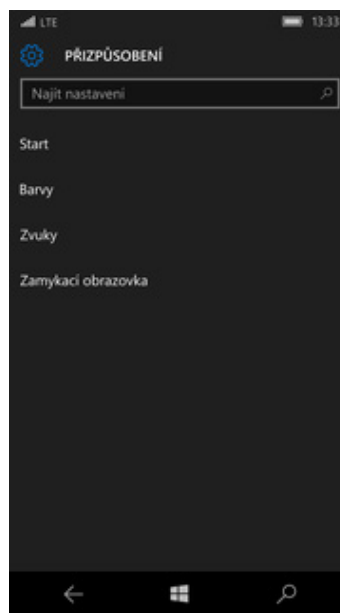 LTE 13:33
PŘIZPŮSOBENÍ
Najít nastavení
Start
Barvy
Zvuky
Zamykací obrazovka